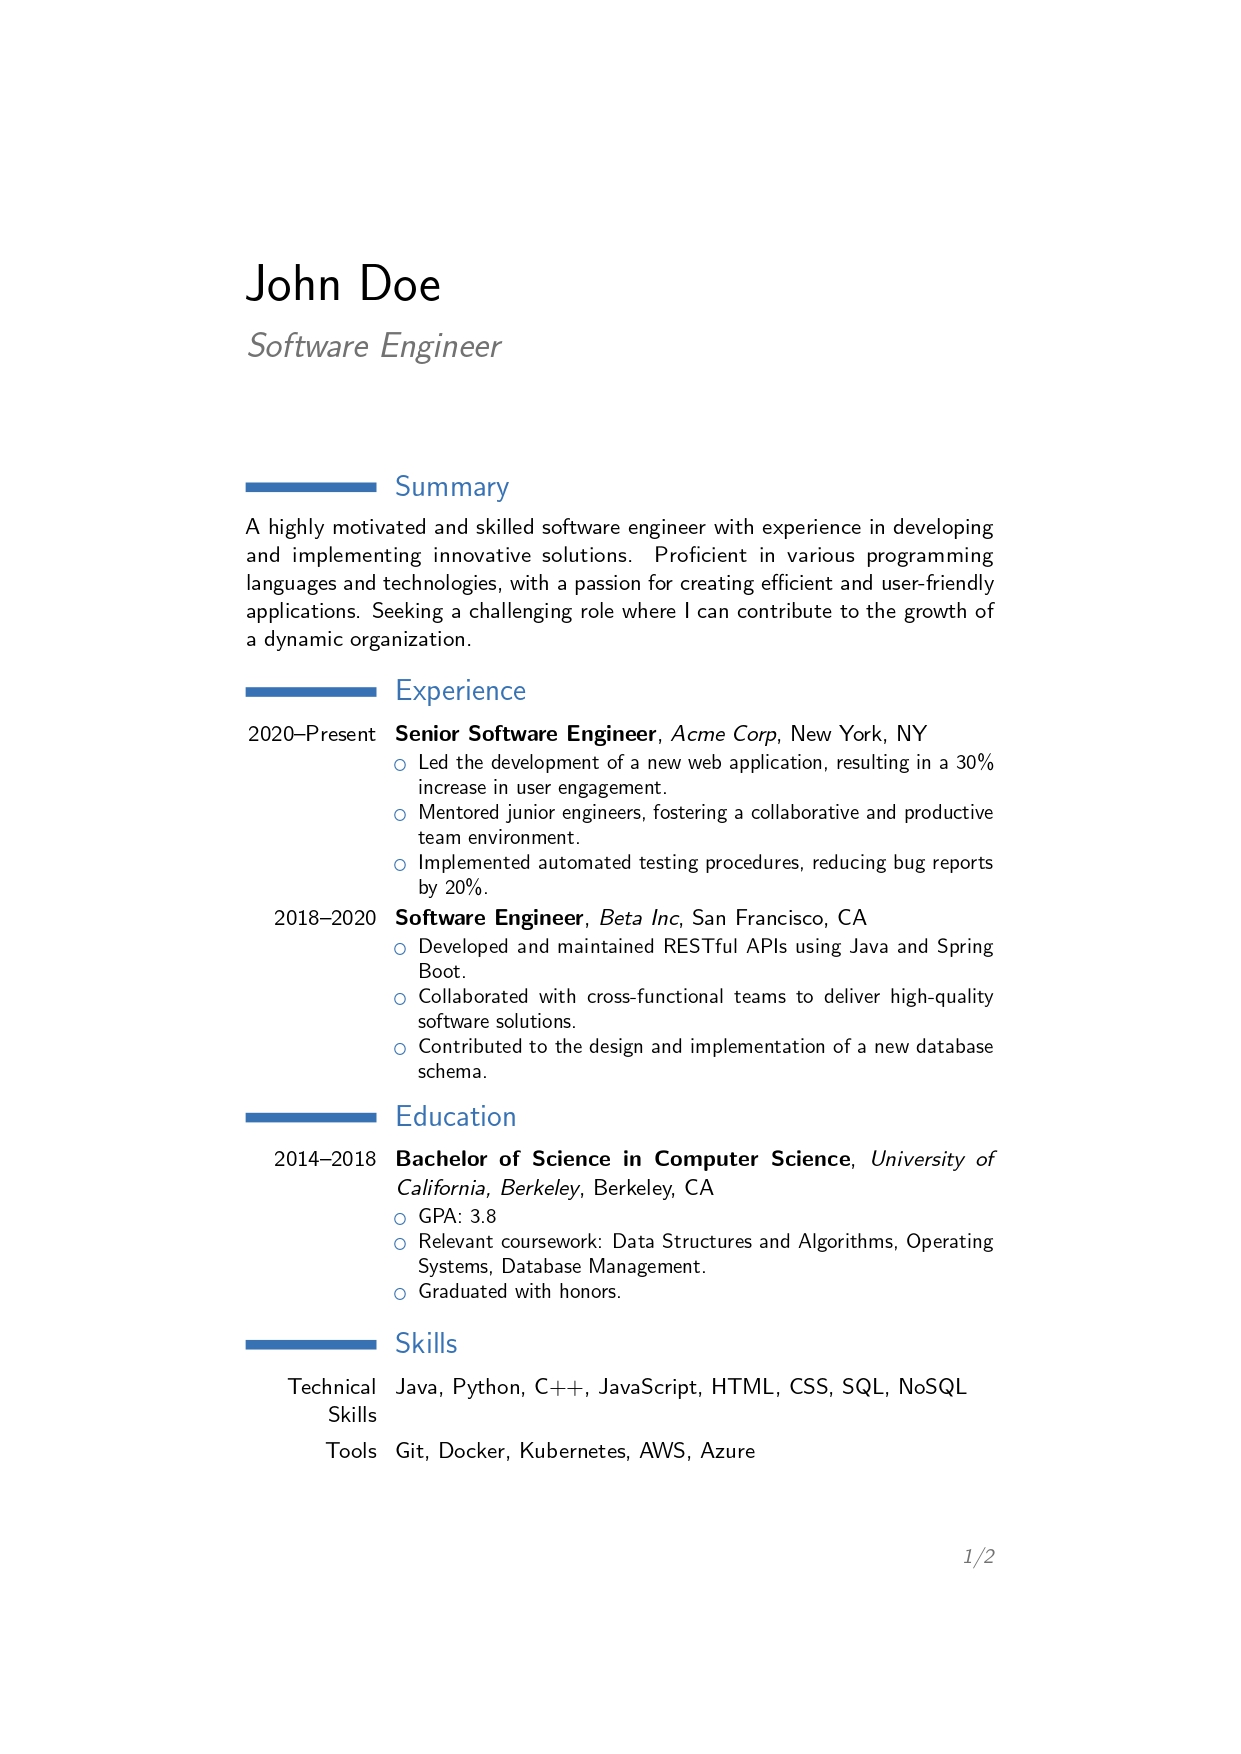 John Doe
Software Engineer
Summary
A highly motivated and skilled software engineer with experience in developing
and implementing innovative solutions. Proficient in various programming
languages and technologies, with a passion for creating efficient and user-friendly
applications. Seeking a challenging role where I can contribute to the growth of
a dynamic organization.
Experience
2020–Present Senior Software Engineer, Acme Corp, New York, NY
○ Led the development of a new web application, resulting in a 30%
increase in user engagement.
○ Mentored junior engineers, fostering a collaborative and productive
team environment.
○ Implemented automated testing procedures, reducing bug reports
by 20%.
2018–2020 Software Engineer, Beta Inc, San Francisco, CA
○ Developed and maintained RESTful APIs using Java and Spring
Boot.
○ Collaborated with cross-functional teams to deliver high-quality
software solutions.
○ Contributed to the design and implementation of a new database
schema.
Education
2014–2018 Bachelor of Science in Computer Science, University of
California, Berkeley, Berkeley, CA
○ GPA: 3.8
○ Relevant coursework: Data Structures and Algorithms, Operating
Systems, Database Management.
○ Graduated with honors.
Skills
Technical Java, Python, C++, JavaScript, HTML, CSS, SQL, NoSQL
Skills
Tools Git, Docker, Kubernetes, AWS, Azure
1/2